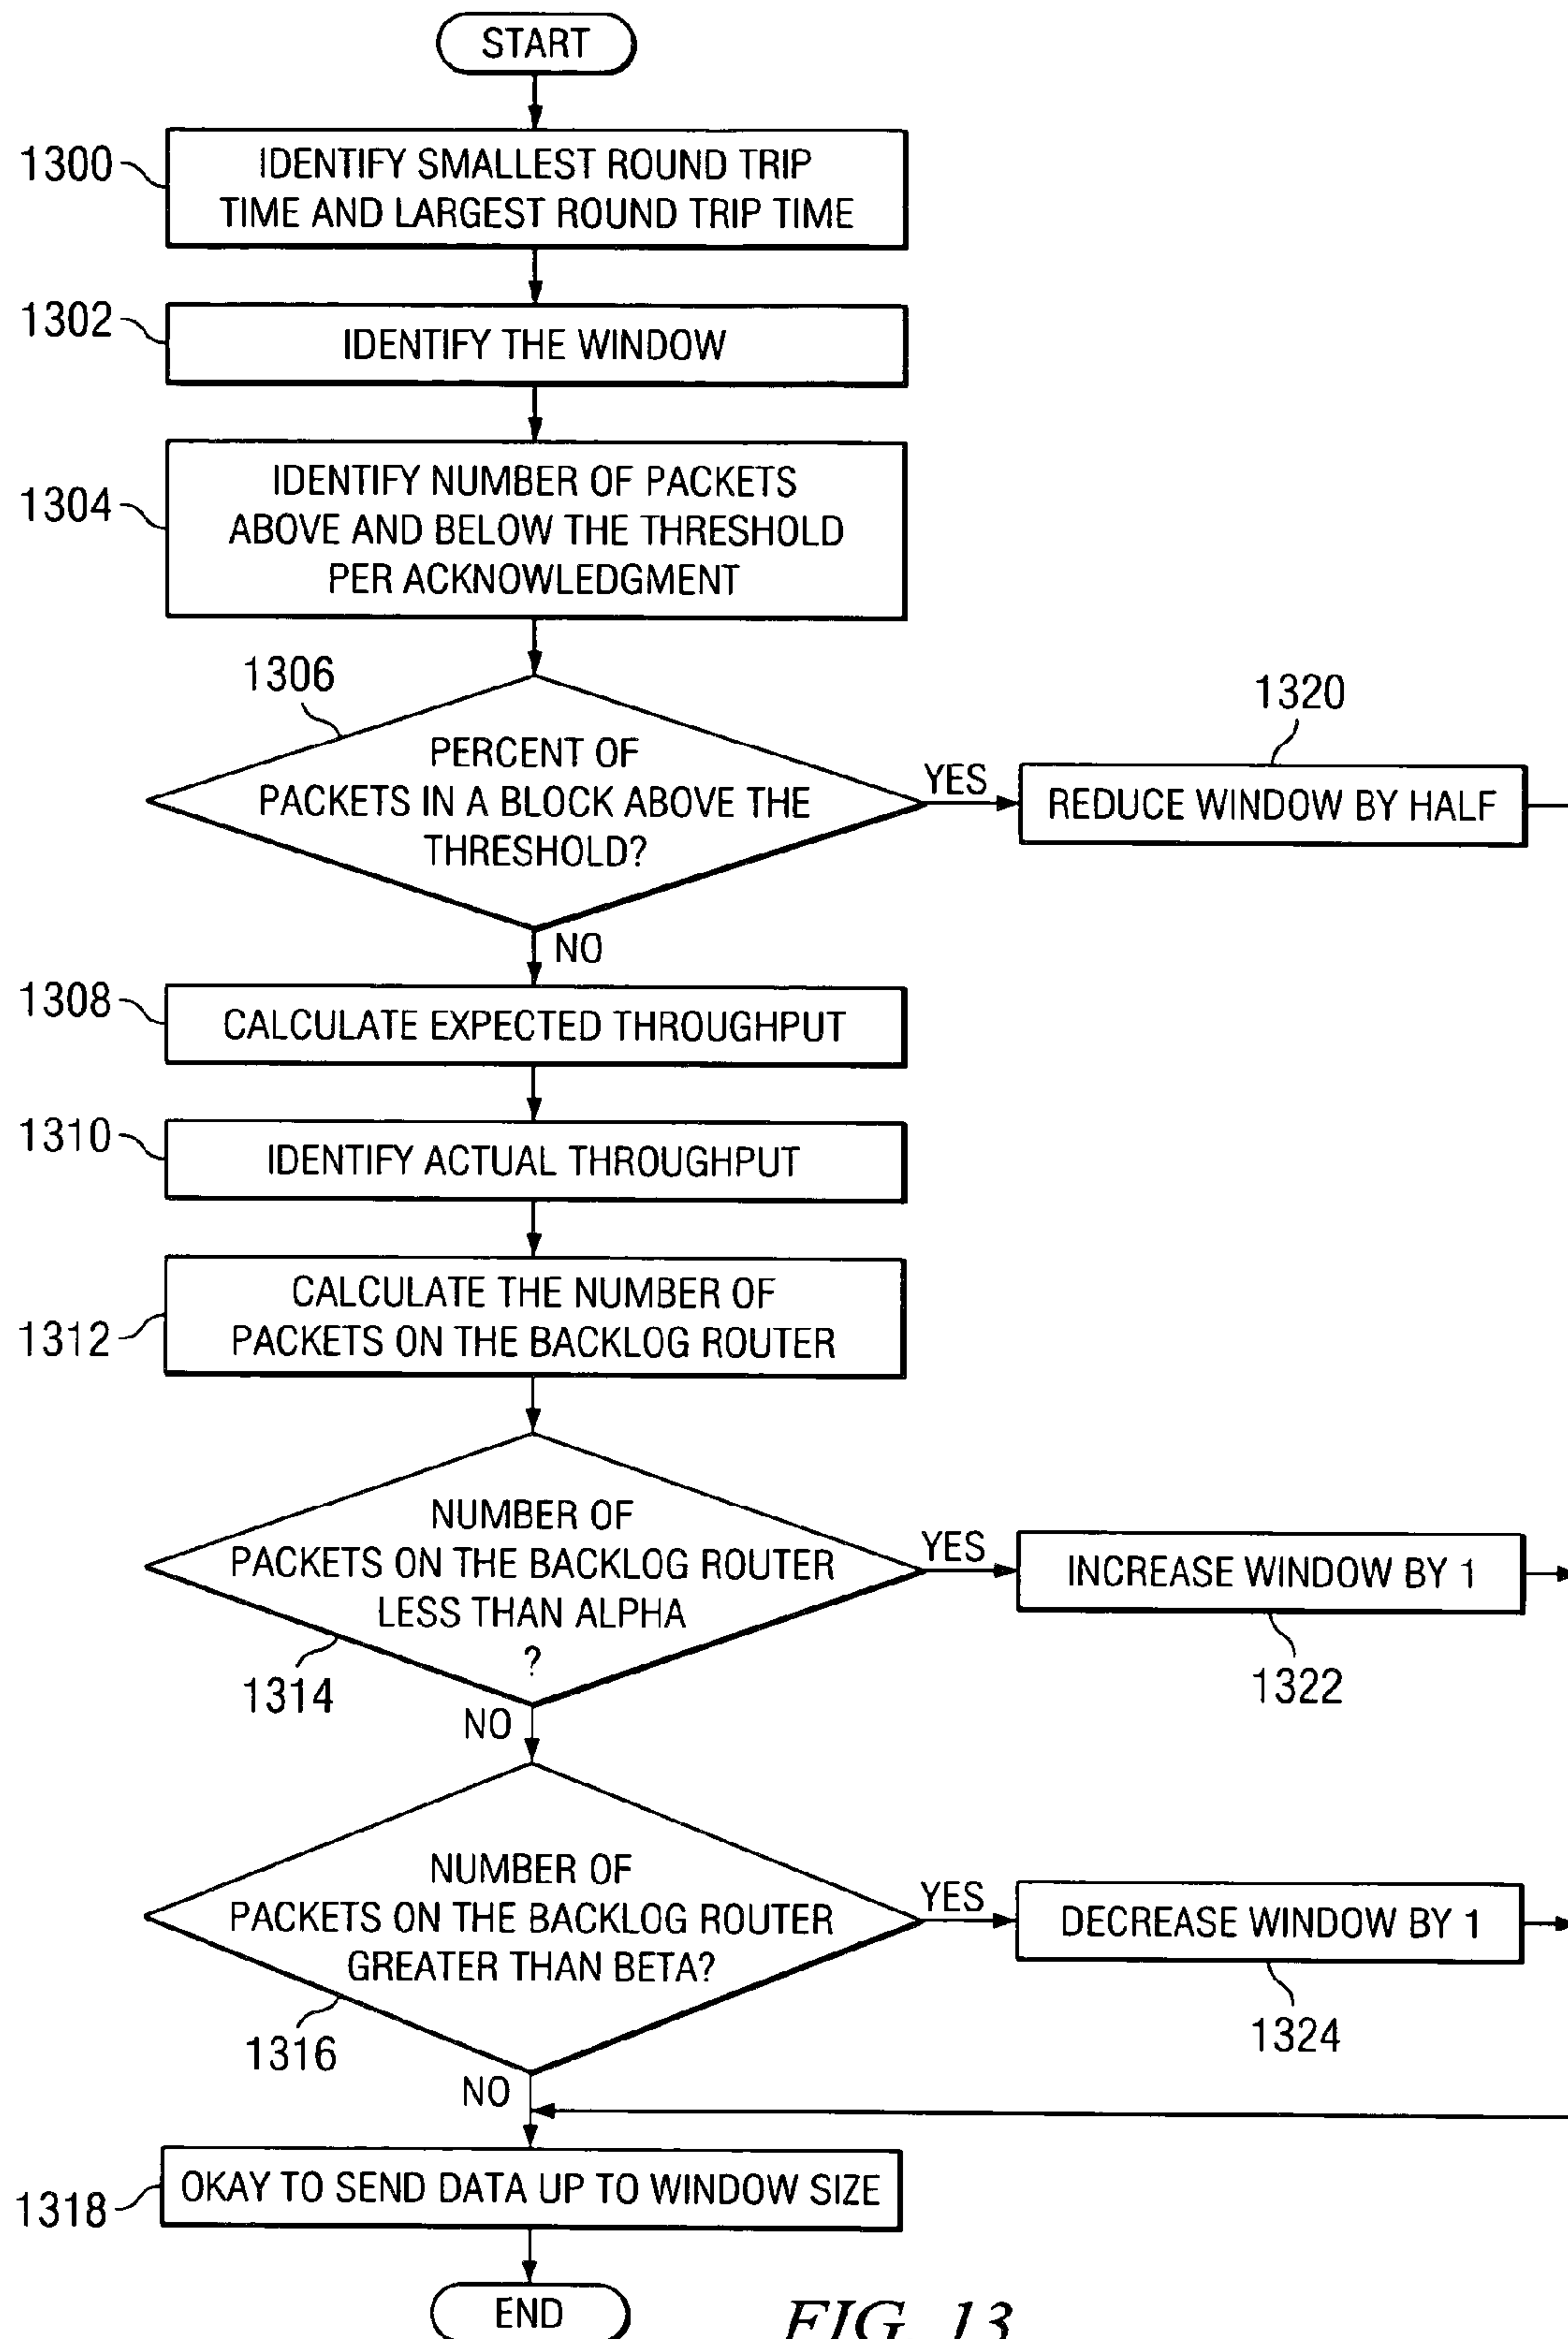 START
1300
IDENTIFY SMALLEST ROUND TRIP
TIME AND LARGEST ROUND TRIP TIME
1302
IDENTIFY THE WINDOW
1304
IDENTIFY NUMBER OF PACKETS
ABOVE AND BELOW THE THRESHOLD
PER ACKNOWLEDGMENT
1306
PERCENT OF
PACKETS IN A BLOCK ABOVE THE
THRESHOLD?
YES
1320
REDUCE WINDOW BY HALF
NO
1308
CALCULATE EXPECTED THROUGHPUT
1310
IDENTIFY ACTUAL THROUGHPUT
1312
CALCULATE THE NUMBER OF
PACKETS ON THE BACKLOG ROUTER
NUMBER OF
PACKETS ON THE BACKLOG ROUTER
LESS THAN ALPHA
?
1314
YES
INCREASE WINDOW BY 1
1322
NO
NUMBER OF
PACKETS ON THE BACKLOG ROUTER
GREATER THAN BETA?
1316
YES
DECREASE WINDOW BY 1
1324
NO
1318
OKAY TO SEND DATA UP TO WINDOW SIZE
END
FIG. 13